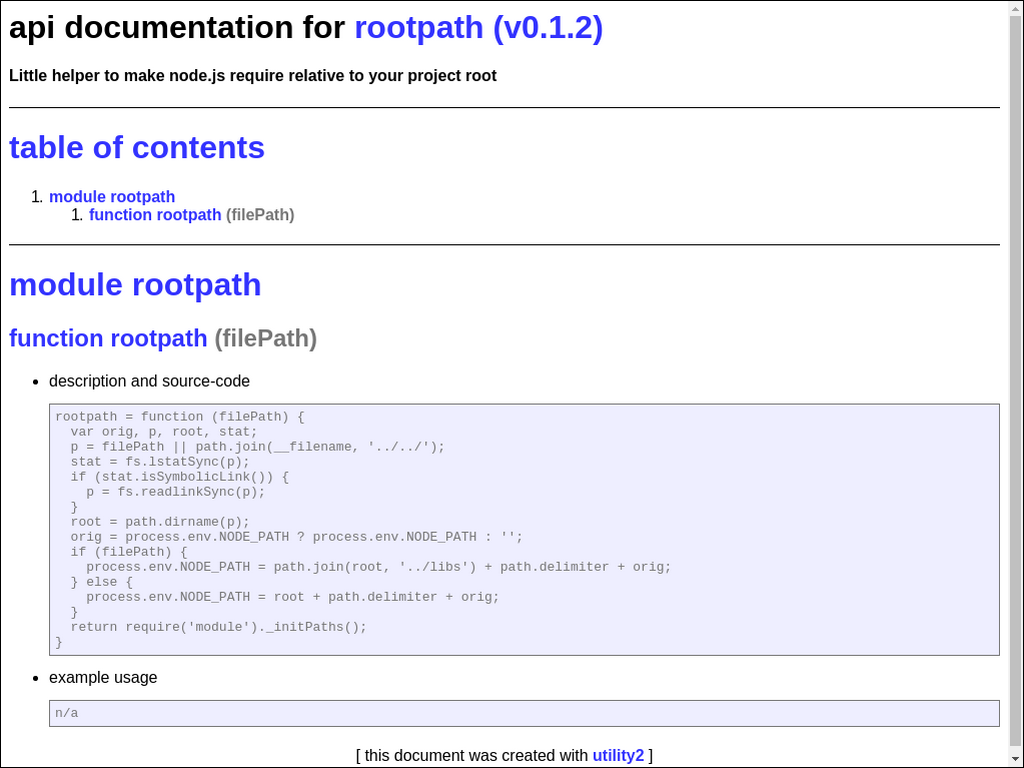 api documentation for rootpath (v0.1.2)
Little helper to make node.js require relative to your project root
table of contents
1. module rootpath
1. function rootpath (filePath)
module rootpath
function rootpath (filePath)
• description and source-code
rootpath = function (filePath) {
  var orig, p, root, stat;
  p = filePath || path.join(__filename, '../../');
  stat = fs.lstatSync(p);
  if (stat.isSymbolicLink()) {
    p = fs.readlinkSync(p);
  }
  root = path.dirname(p);
  orig = process.env.NODE_PATH ? process.env.NODE_PATH : '';
  if (filePath) {
    process.env.NODE_PATH = path.join(root, '../libs') + path.delimiter + orig;
  } else {
    process.env.NODE_PATH = root + path.delimiter + orig;
  }
  return require('module')._initPaths();
}
• example usage
n/a
[ this document was created with utility2 ]